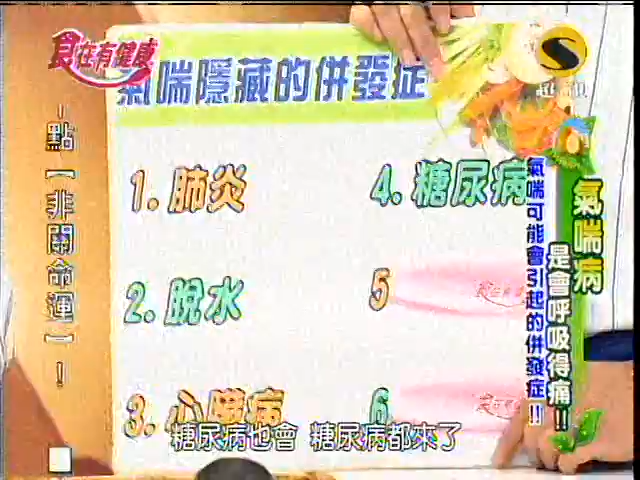 食在有健康
氣喘隱藏的併發症
1. 肺炎
2. 脫水
3. 心臟病
4. 糖尿病
5
6
氣喘病
是會呼吸得痛!!
氣喘可能會引起的併發症!!
點【非關命運】!
糖尿病也會 糖尿病都來了